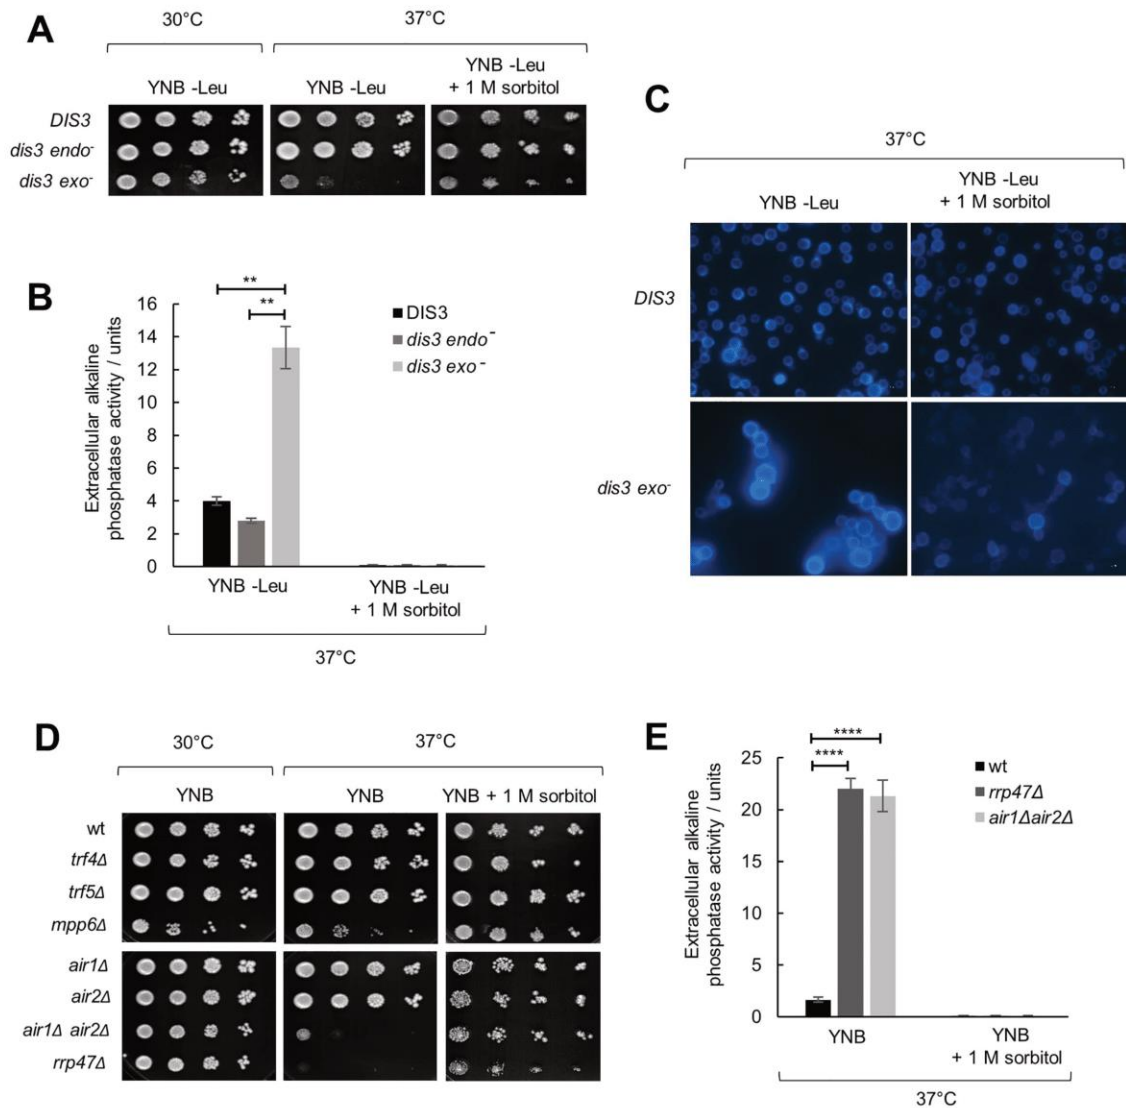 A
30°C
37°C
YNB -Leu
YNB -Leu
YNB -Leu
+ 1 M sorbitol
DIS3
dis3 endo-
dis3 exo-
B
Extracellular alkaline
phosphatase activity / units
16
14
12
10
8
6
4
2
0
**
**
DIS3
dis3 endo-
dis3 exo-
YNB -Leu
YNB -Leu
+ 1 M sorbitol
37°C
C
37°C
YNB -Leu
YNB -Leu
+ 1 M sorbitol
DIS3
dis3 exo-
D
30°C
37°C
YNB
YNB
YNB + 1 M sorbitol
wt
trf4Δ
trf5Δ
mpp6Δ
air1Δ
air2Δ
air1Δ air2Δ
rrp47Δ
E
Extracellular alkaline
phosphatase activity / units
25
20
15
10
5
0
****
****
wt
rrp47Δ
air1Δair2Δ
YNB
YNB
+ 1 M sorbitol
37°C